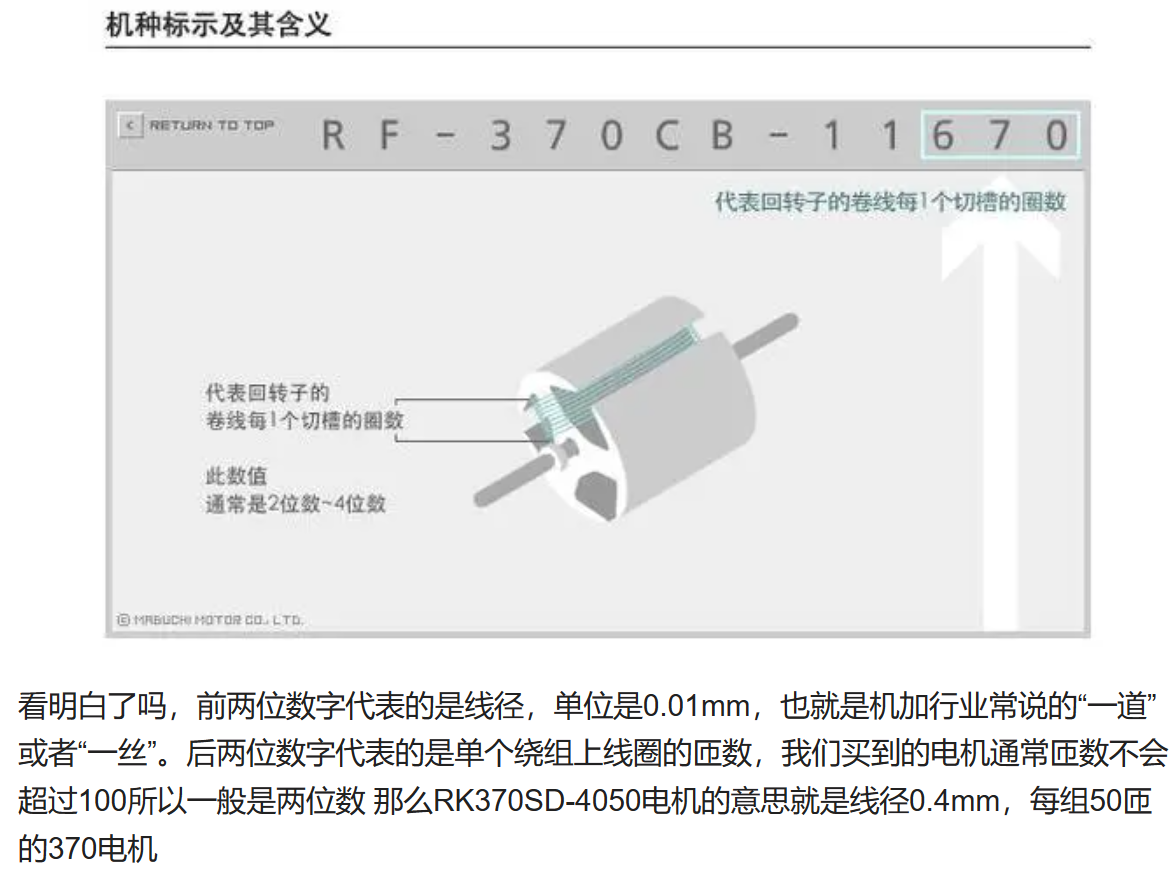 机种标示及其含义
< RETURN TO TOP
RF-370CB-11670
代表回转子的卷线每1个切槽的圈数
代表回转子的
卷线每1个切槽的圈数
此数值
通常是2位数~4位数
© MABUCHI MOTOR CO., LTD.
看明白了吗，前两位数字代表的是线径，单位是0.01mm，也就是机加行业常说的“一道”
或者“一丝”。后两位数字代表的是单个绕组上线圈的匝数，我们买到的电机通常匝数不会
超过100所以一般是两位数 那么RK370SD-4050电机的意思就是线径0.4mm，每组50匝
的370电机